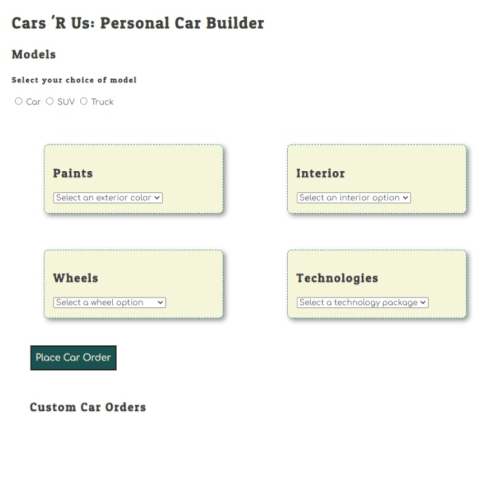 Cars 'R Us: Personal Car Builder
Models
Select your choice of model
Car SUV Truck
Paints
Select an exterior color
Interior
Select an interior option
Wheels
Select a wheel option
Technologies
Select a technology package
Place Car Order
Custom Car Orders